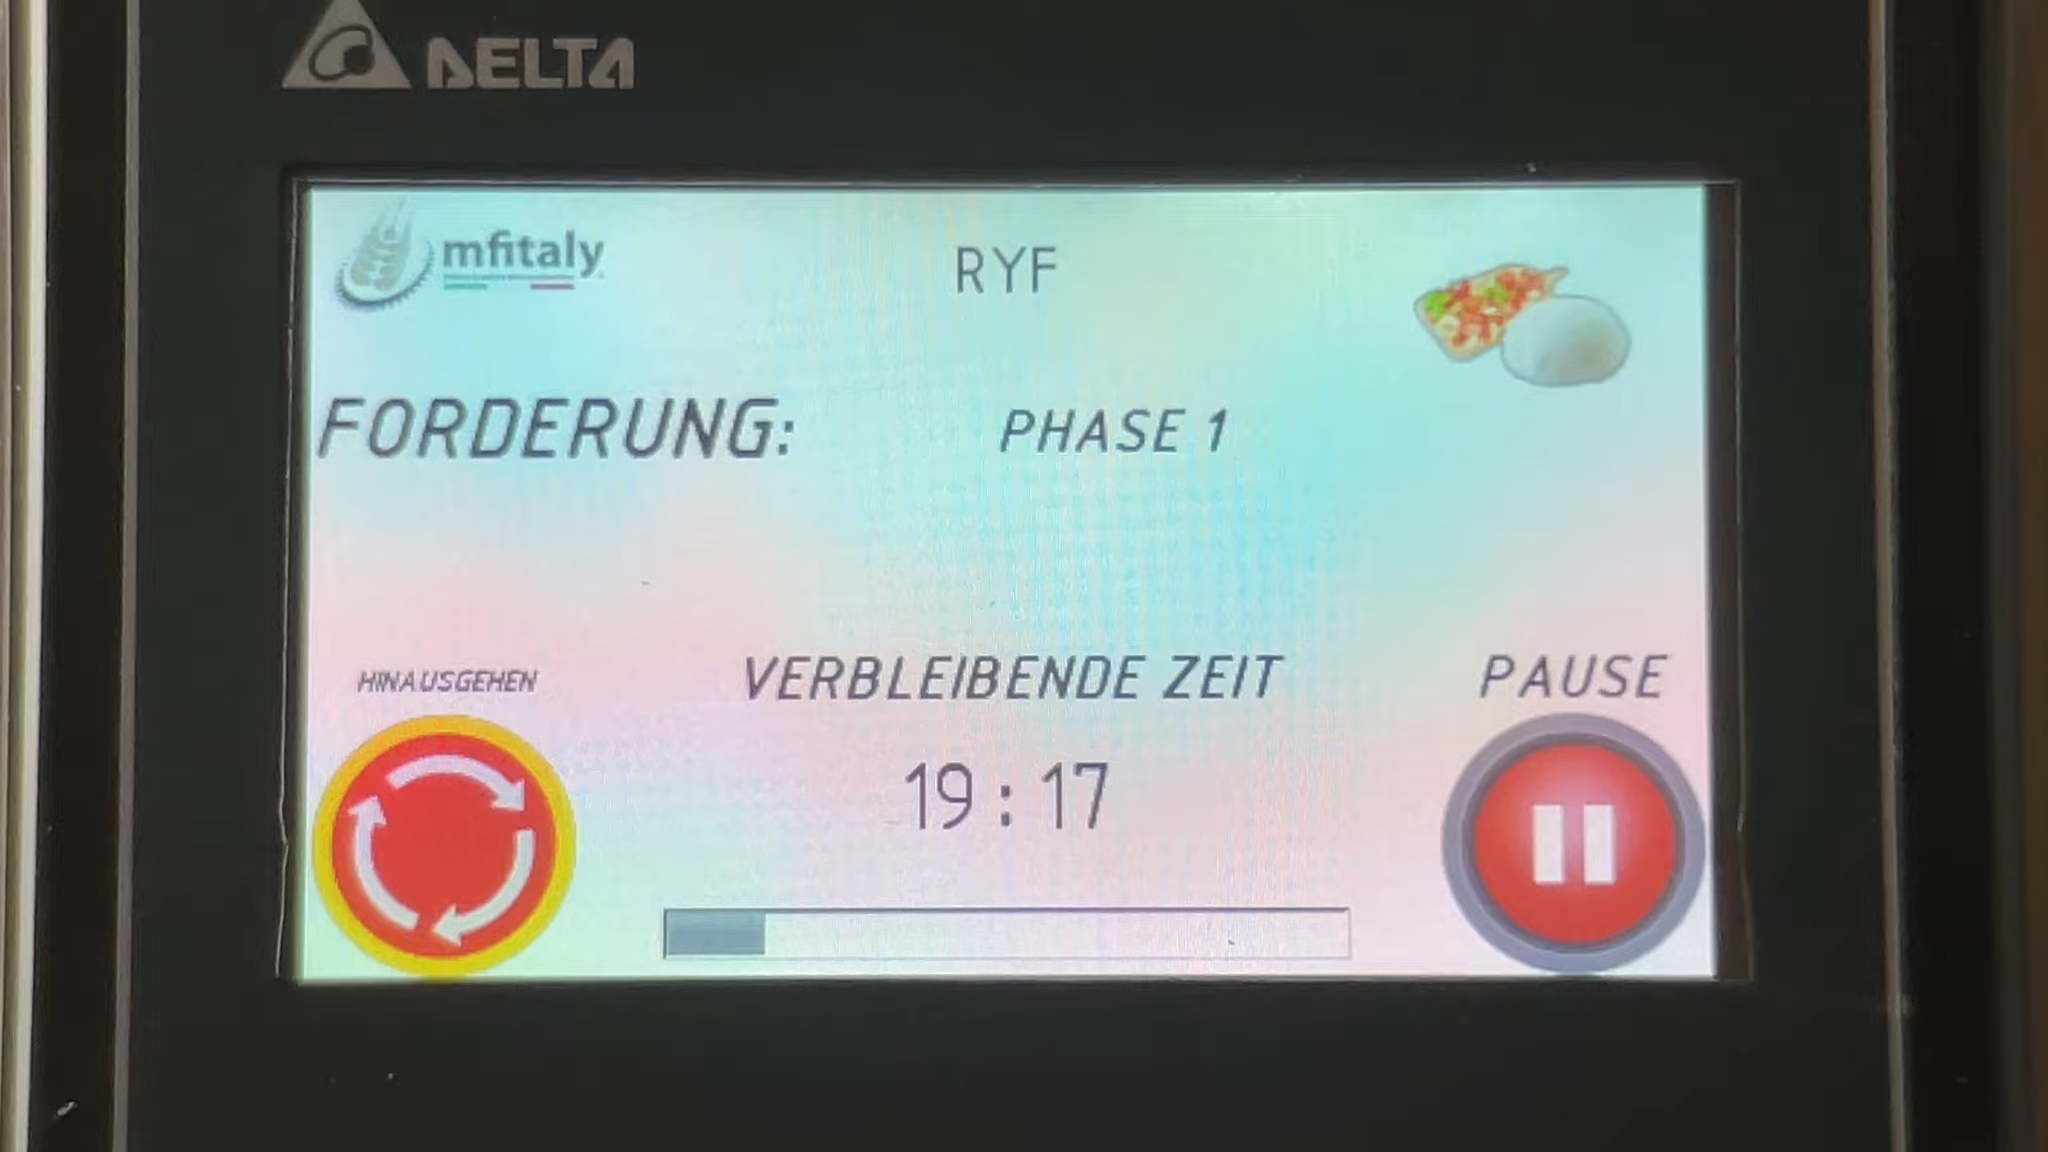 DELTA
mfitaly
RYF
FORDERUNG: PHASE 1
HINAUSGEHEN
VERBLEIBENDE ZEIT
PAUSE
19 : 17